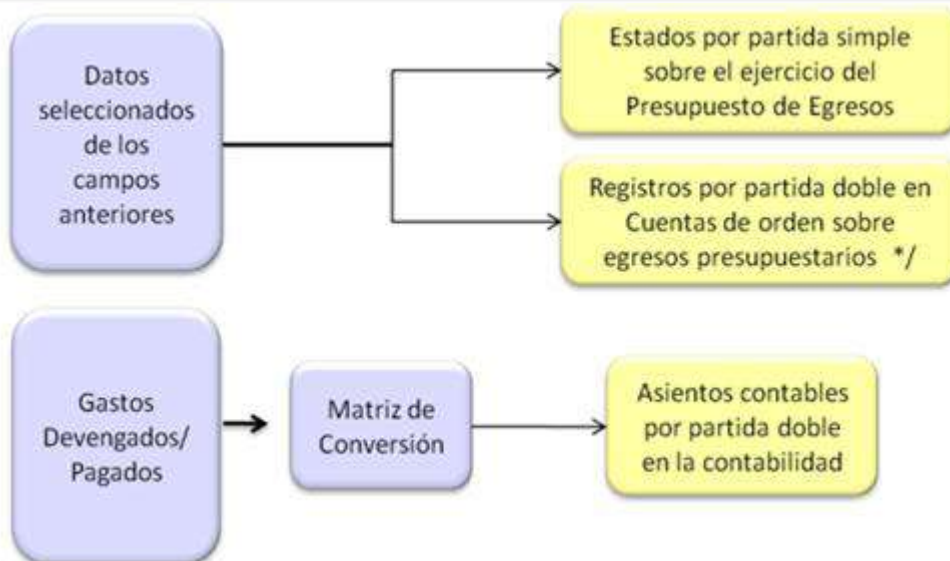 Datos
seleccionados
de los
campos
anteriores
Estados por partida simple
sobre el ejercicio del
Presupuesto de Egresos
Registros por partida doble en
Cuentas de orden sobre
egresos presupuestarios */
Gastos
Devengados/
Pagados
Matriz de
Conversión
Asientos contables
por partida doble
en la contabilidad